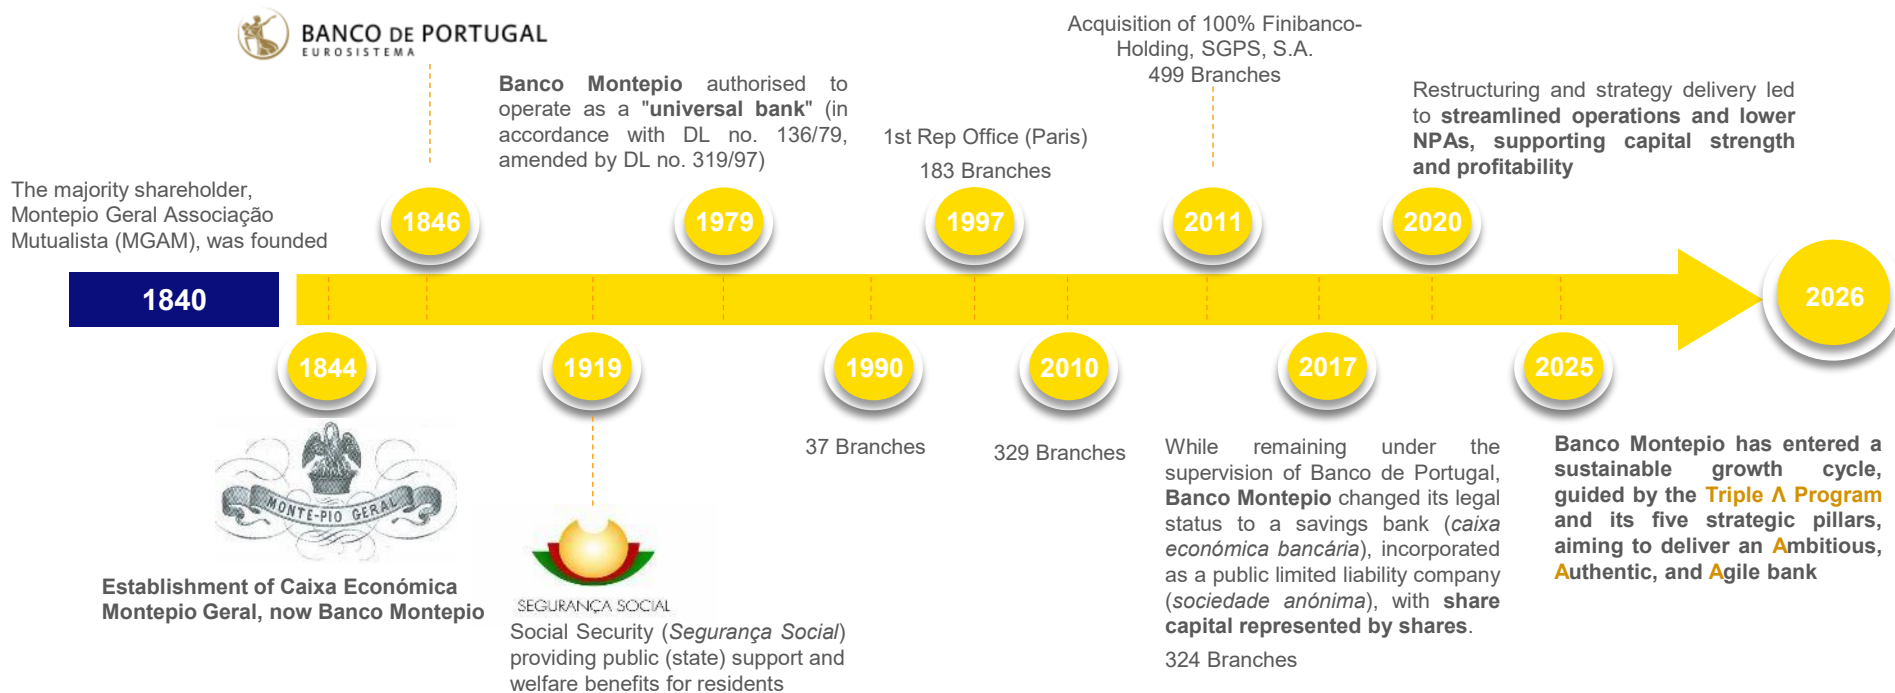 BANCO DE PORTUGAL
EUROSISTEMA
Acquisition of 100% Finibanco-
Holding, SGPS, S.A.
499 Branches
Banco Montepio authorised to
operate as a "universal bank" (in
accordance with DL no. 136/79,
amended by DL no. 319/97)
1st Rep Office (Paris)
183 Branches
Restructuring and strategy delivery led
to streamlined operations and lower
NPAs, supporting capital strength
and profitability
The majority shareholder,
Montepio Geral Associação
Mutualista (MGAM), was founded
1846
1979
1997
2011
2020
1840
2026
1844
1919
1990
2010
2017
2025
MONTE-PIO GERAL
Establishment of Caixa Económica
Montepio Geral, now Banco Montepio
SEGURANÇA SOCIAL
Social Security (Segurança Social)
providing public (state) support and
welfare benefits for residents
37 Branches
329 Branches
While remaining under the
supervision of Banco de Portugal,
Banco Montepio changed its legal
status to a savings bank (caixa
económica bancária), incorporated
as a public limited liability company
(sociedade anónima), with share
capital represented by shares.
324 Branches
Banco Montepio has entered a
sustainable growth cycle,
guided by the Triple Λ Program
and its five strategic pillars,
aiming to deliver an Ambitious,
Authentic, and Agile bank